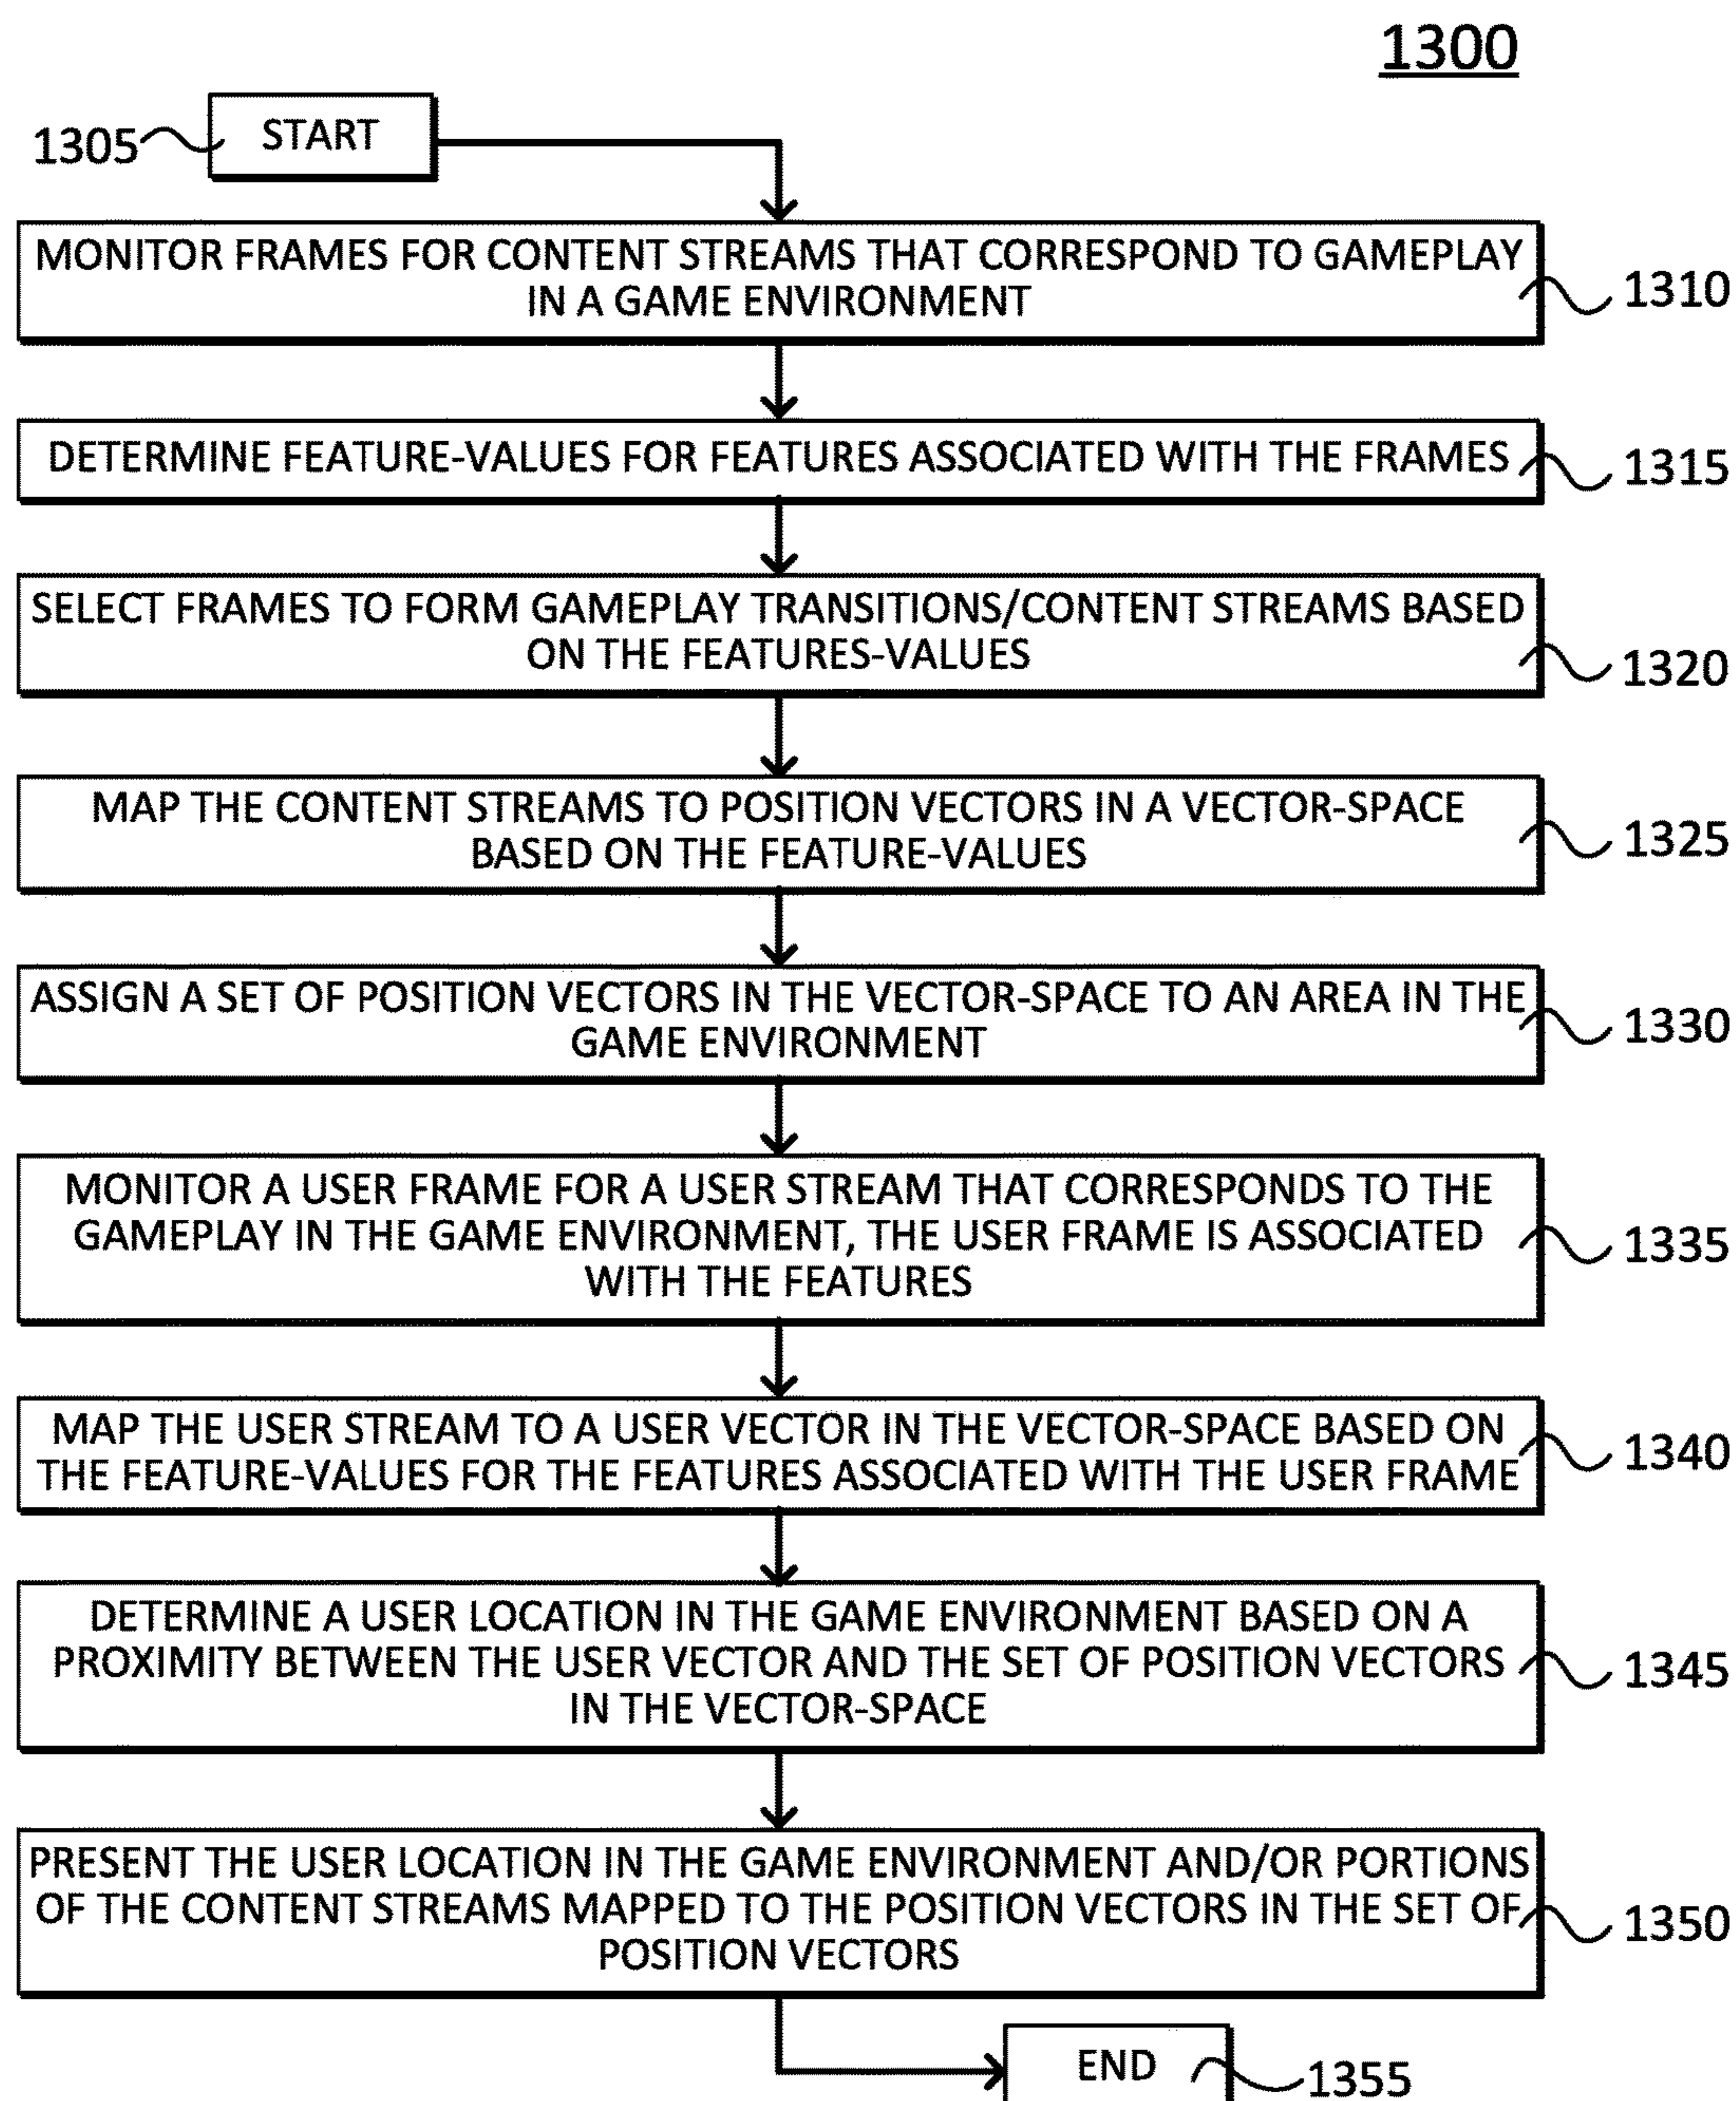 1300
1305
START
MONITOR FRAMES FOR CONTENT STREAMS THAT CORRESPOND TO GAMEPLAY
IN A GAME ENVIRONMENT
1310
DETERMINE FEATURE-VALUES FOR FEATURES ASSOCIATED WITH THE FRAMES
1315
SELECT FRAMES TO FORM GAMEPLAY TRANSITIONS/CONTENT STREAMS BASED
ON THE FEATURES-VALUES
1320
MAP THE CONTENT STREAMS TO POSITION VECTORS IN A VECTOR-SPACE
BASED ON THE FEATURE-VALUES
1325
ASSIGN A SET OF POSITION VECTORS IN THE VECTOR-SPACE TO AN AREA IN THE
GAME ENVIRONMENT
1330
MONITOR A USER FRAME FOR A USER STREAM THAT CORRESPONDS TO THE
GAMEPLAY IN THE GAME ENVIRONMENT, THE USER FRAME IS ASSOCIATED
WITH THE FEATURES
1335
MAP THE USER STREAM TO A USER VECTOR IN THE VECTOR-SPACE BASED ON
THE FEATURE-VALUES FOR THE FEATURES ASSOCIATED WITH THE USER FRAME
1340
DETERMINE A USER LOCATION IN THE GAME ENVIRONMENT BASED ON A
PROXIMITY BETWEEN THE USER VECTOR AND THE SET OF POSITION VECTORS
IN THE VECTOR-SPACE
1345
PRESENT THE USER LOCATION IN THE GAME ENVIRONMENT AND/OR PORTIONS
OF THE CONTENT STREAMS MAPPED TO THE POSITION VECTORS IN THE SET OF
POSITION VECTORS
1350
END
1355